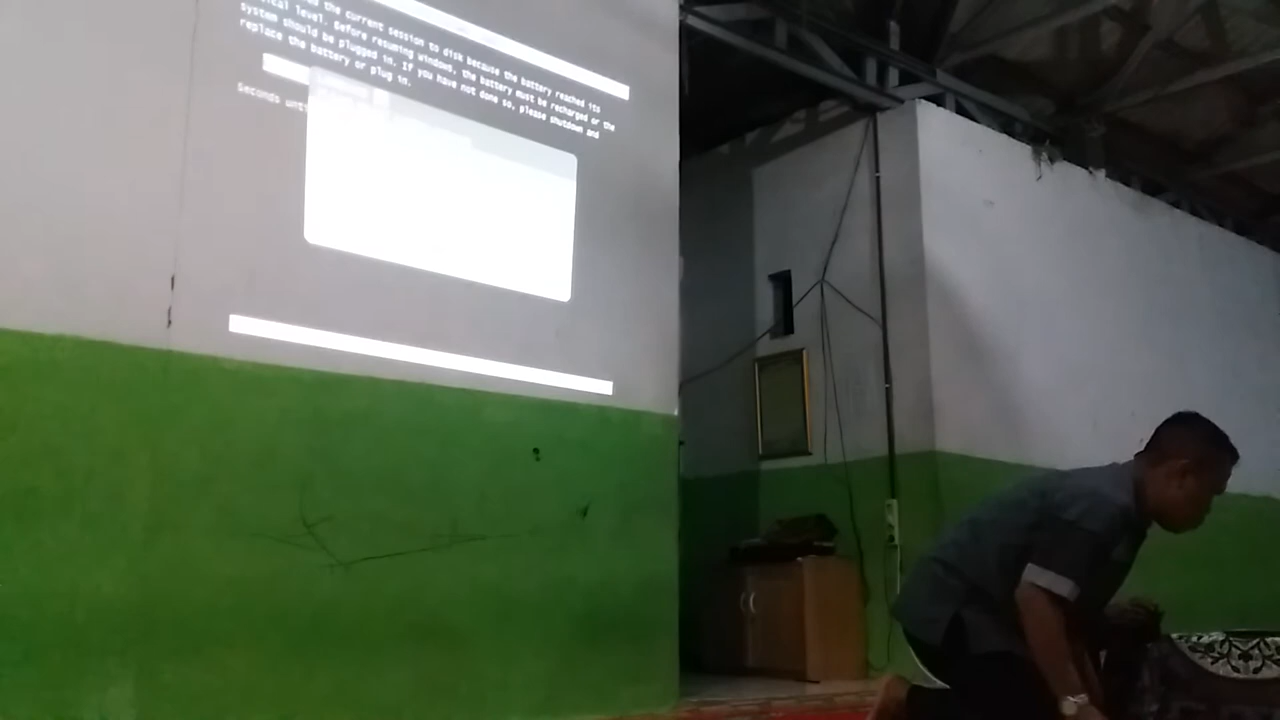 the current session to disk because the battery reached its
level. Before resuming windows, the battery must be recharged or the
system should be plugged in. If you have not done so, please shutdown and
replace the battery or plug in.
Seconds